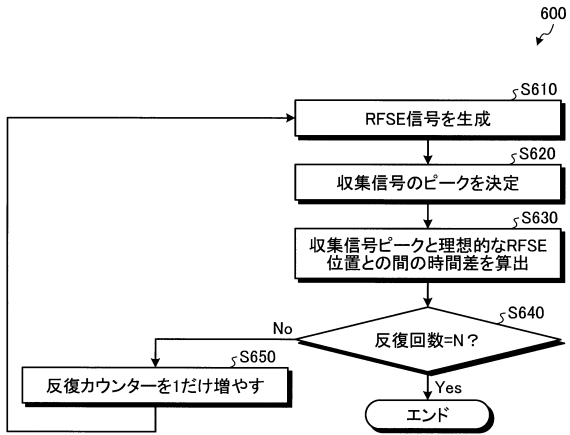 600
S610
RFSE信号を生成
S620
収集信号のピークを決定
S630
収集信号ピークと理想的なRFSE
位置との間の時間差を算出
S640
反復回数=N?
No
S650
反復カウンターを1だけ増やす
Yes
エンド